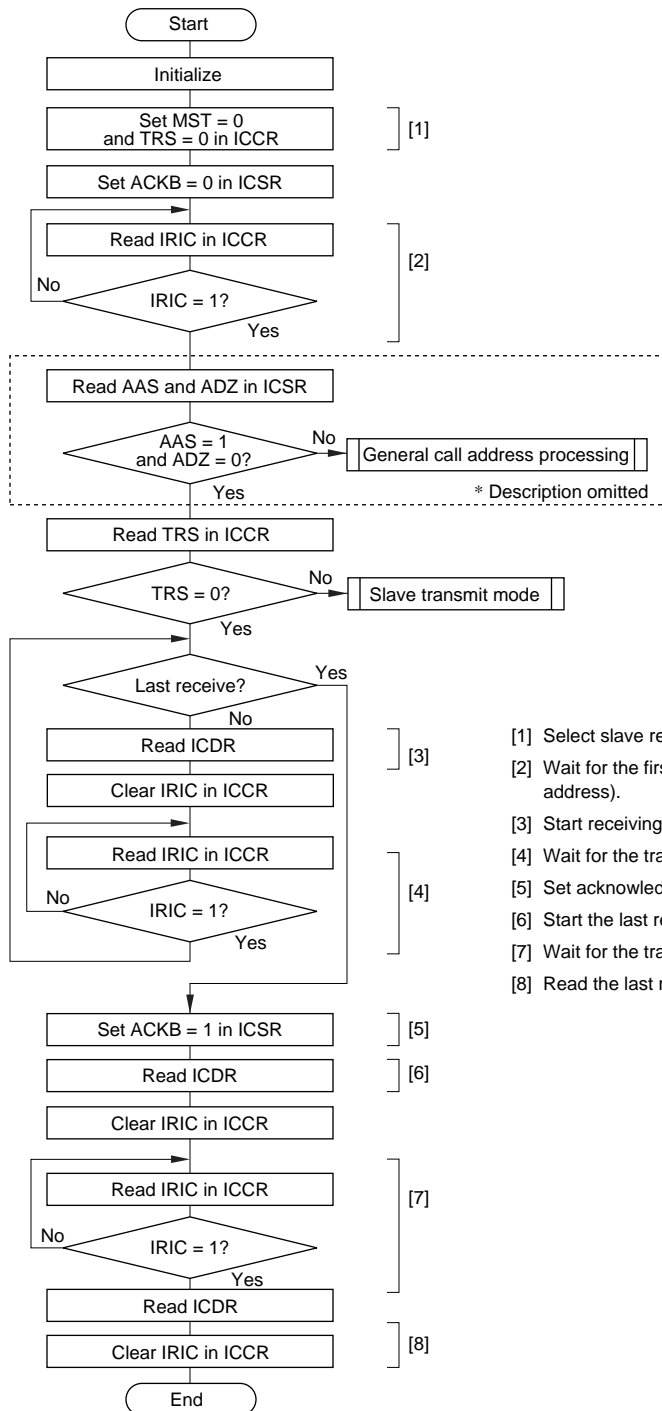 Start
Initialize
Set MST = 0
and TRS = 0 in ICCR
[1]
Set ACKB = 0 in ICSR
Read IRIC in ICCR
[2]
No
IRIC = 1?
Yes
Read AAS and ADZ in ICSR
AAS = 1
and ADZ = 0?
No
General call address processing
Yes
* Description omitted
Read TRS in ICCR
TRS = 0?
No
Slave transmit mode
Yes
Last receive?
Yes
No
Read ICDR
[3]
Clear IRIC in ICCR
Read IRIC in ICCR
[4]
No
IRIC = 1?
Yes
[1] Select slave re
[2] Wait for the firs
address).
[3] Start receiving
[4] Wait for the tra
[5] Set acknowled
[6] Start the last re
[7] Wait for the tra
[8] Read the last r
Set ACKB = 1 in ICSR
[5]
Read ICDR
[6]
Clear IRIC in ICCR
Read IRIC in ICCR
[7]
No
IRIC = 1?
Yes
Read ICDR
Clear IRIC in ICCR
[8]
End